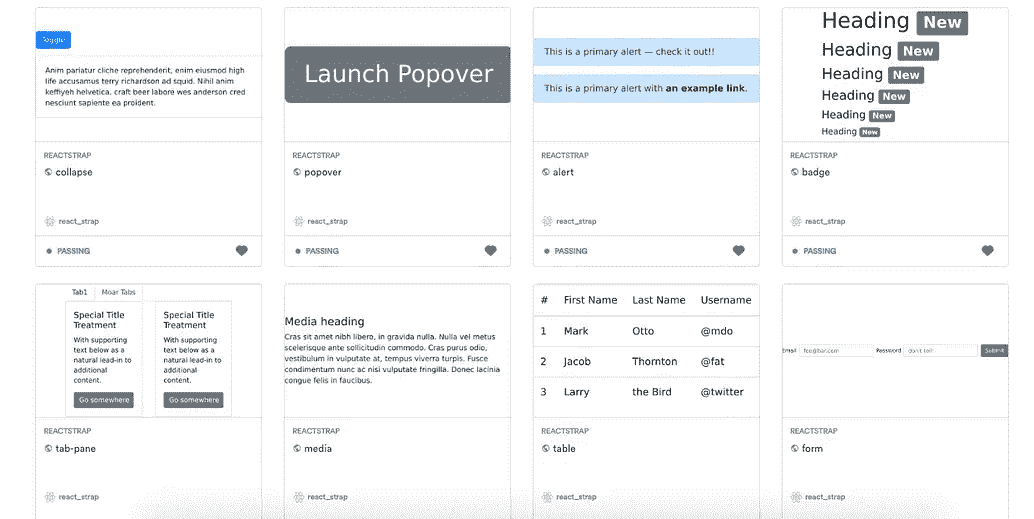 Toggle
Anim pariatur cliche reprehenderit, enim eiusmod high
life accusamus terry richardson ad squid. Nihil anim
keffiyeh helvetica, craft beer labore wes anderson cred
nesciunt sapiente ea proident.
REACTSTRAP
collapse
react_strap
PASSING
Launch Popover
REACTSTRAP
popover
react_strap
PASSING
This is a primary alert — check it out!!
This is a primary alert with an example link.
REACTSTRAP
alert
react_strap
PASSING
Heading New
Heading New
Heading New
Heading New
Heading New
Heading New
REACTSTRAP
badge
react_strap
PASSING
Tab1 Moar Tabs
Special Title
Treatment
With supporting
text below as a
natural lead-in to
additional
content.
Go somewhere
Special Title
Treatment
With supporting
text below as a
natural lead-in to
additional
content.
Go somewhere
REACTSTRAP
tab-pane
react_strap
Media heading
Cras sit amet nibh libero, in gravida nulla. Nulla vel metus
scelerisque ante sollicitudin commodo. Cras purus odio,
vestibulum in vulputate at, tempus viverra turpis. Fusce
condimentum nunc ac nisi vulputate fringilla. Donec lacinia
congue felis in faucibus.
REACTSTRAP
media
react_strap
# First Name Last Name Username
1 Mark Otto @mdo
2 Jacob Thornton @fat
3 Larry the Bird @twitter
REACTSTRAP
table
react_strap
Email Password Submit
REACTSTRAP
form
react_strap